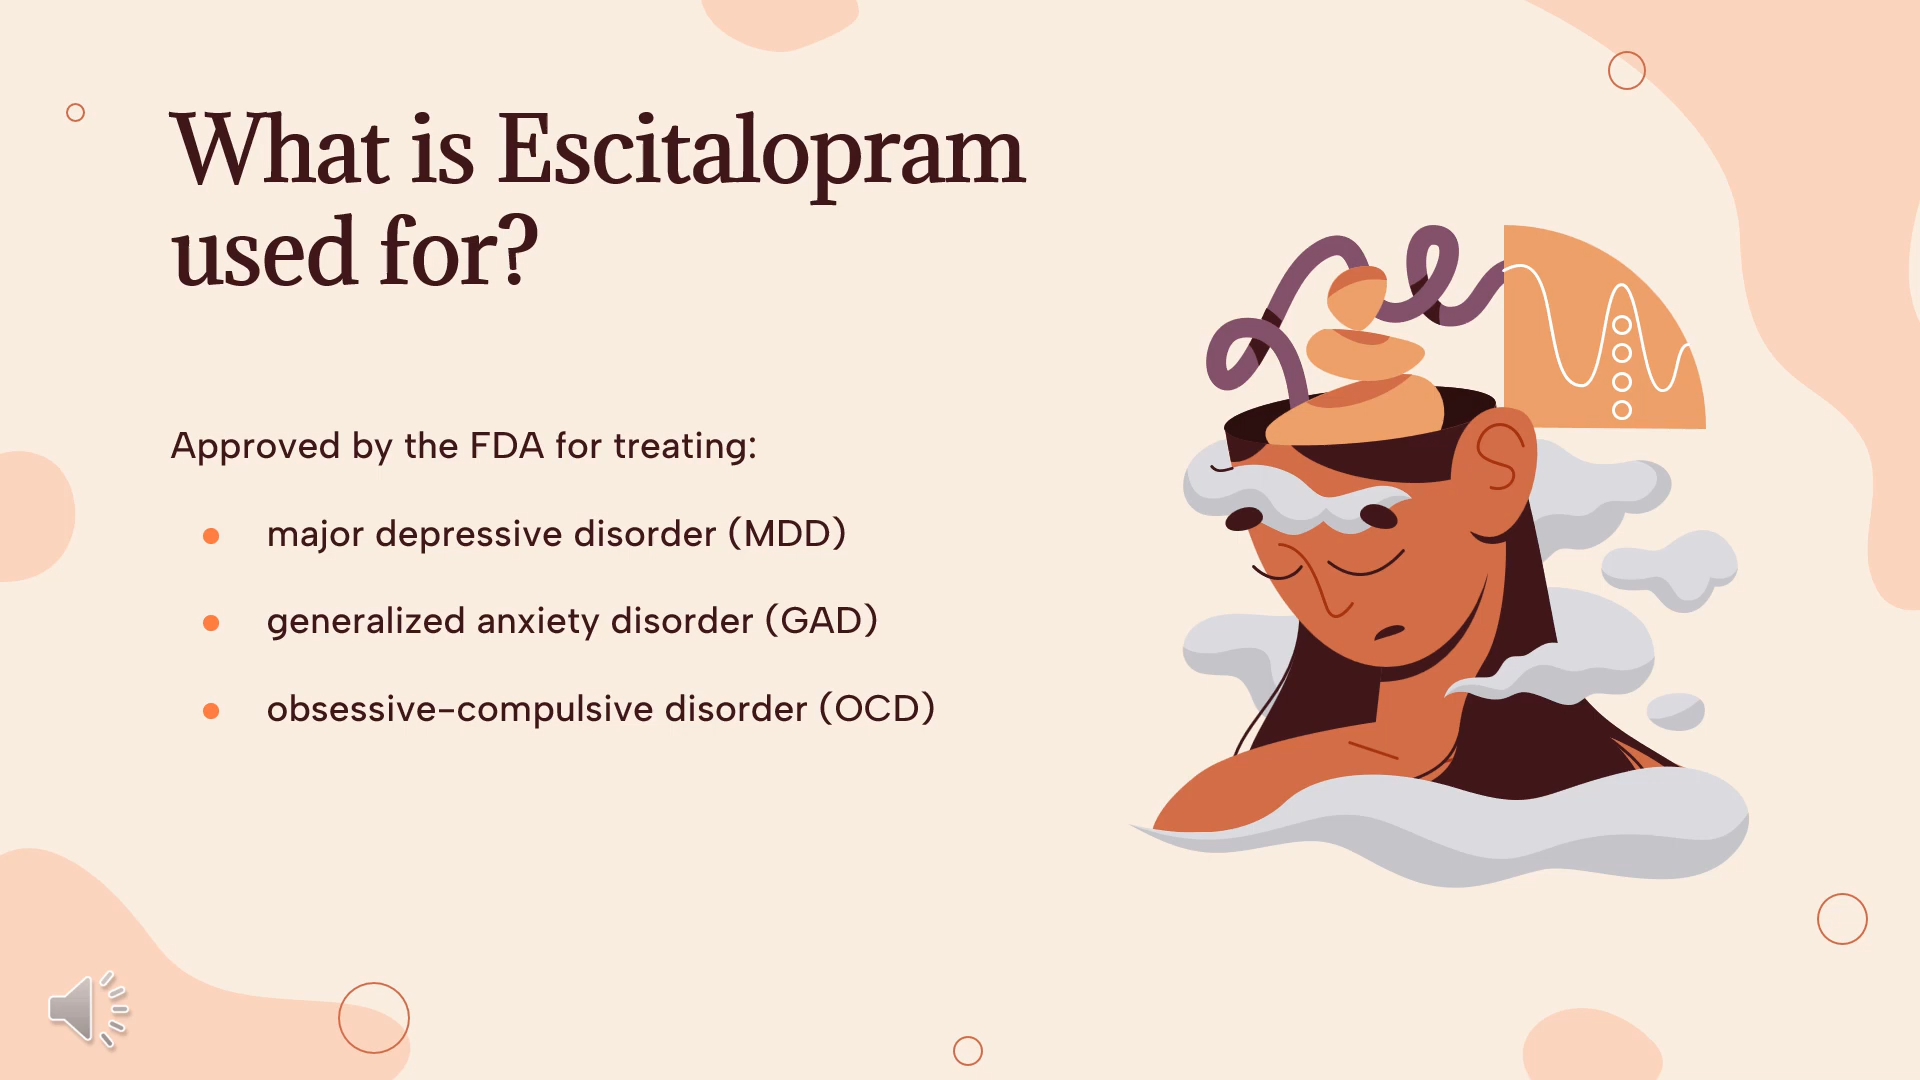 What is Escitalopram
used for?
Approved by the FDA for treating:
major depressive disorder (MDD)
generalized anxiety disorder (GAD)
obsessive-compulsive disorder (OCD)